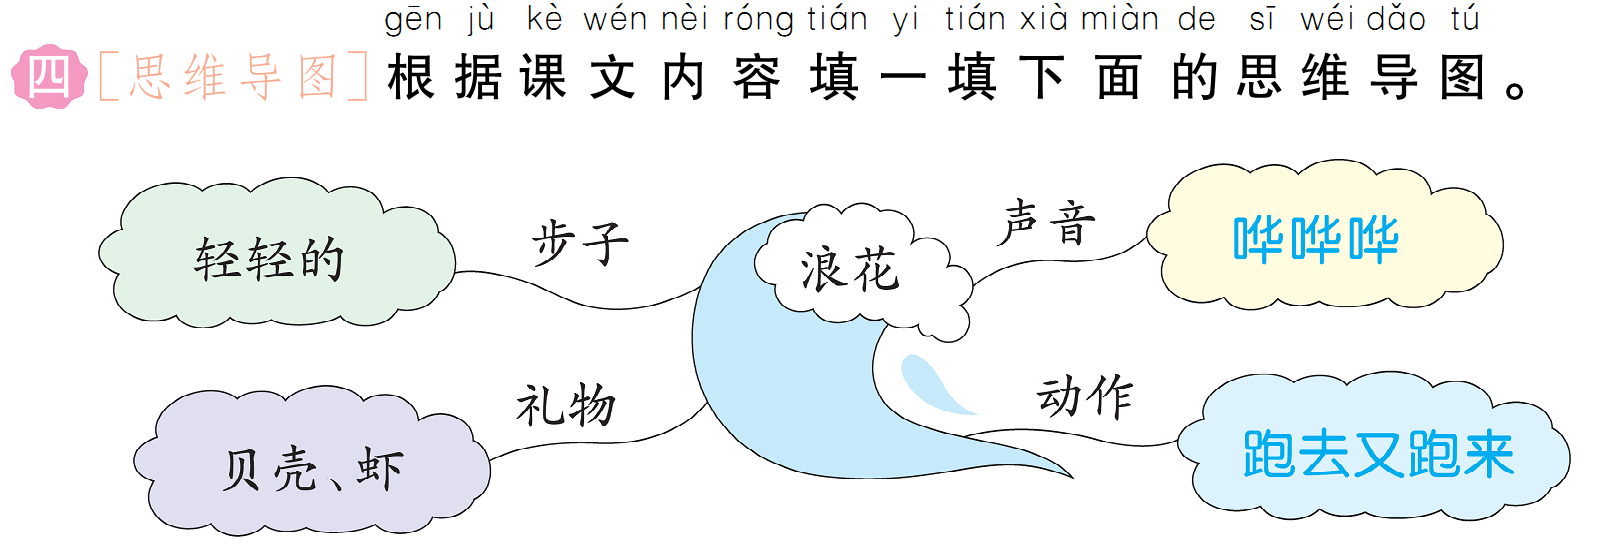 gēn jù kè wén nèi róng tián yi tián xià miàn de sī wéi dǎo tú
四 [思维导图] 根据课文内容填一填下面的思维导图。
轻轻的 步子 浪花 声音 哗哗哗
贝壳、虾 礼物 动作 跑去又跑来